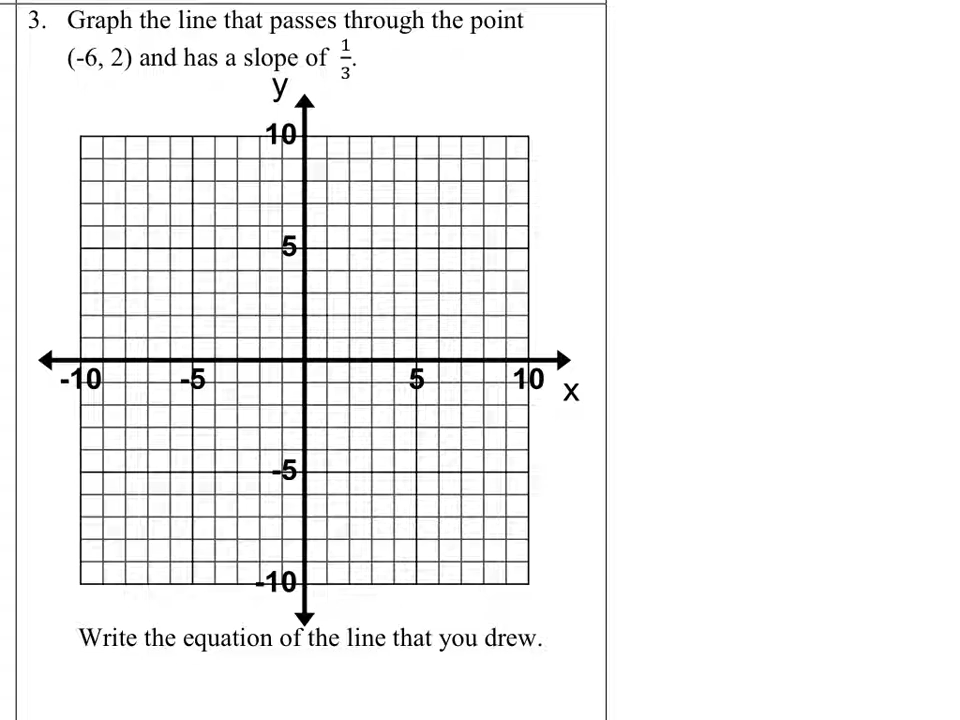 3. Graph the line that passes through the point
(-6, 2) and has a slope of 1/3.
y
10
5
-10 -5 5 10 x
-5
-10
Write the equation of the line that you drew.